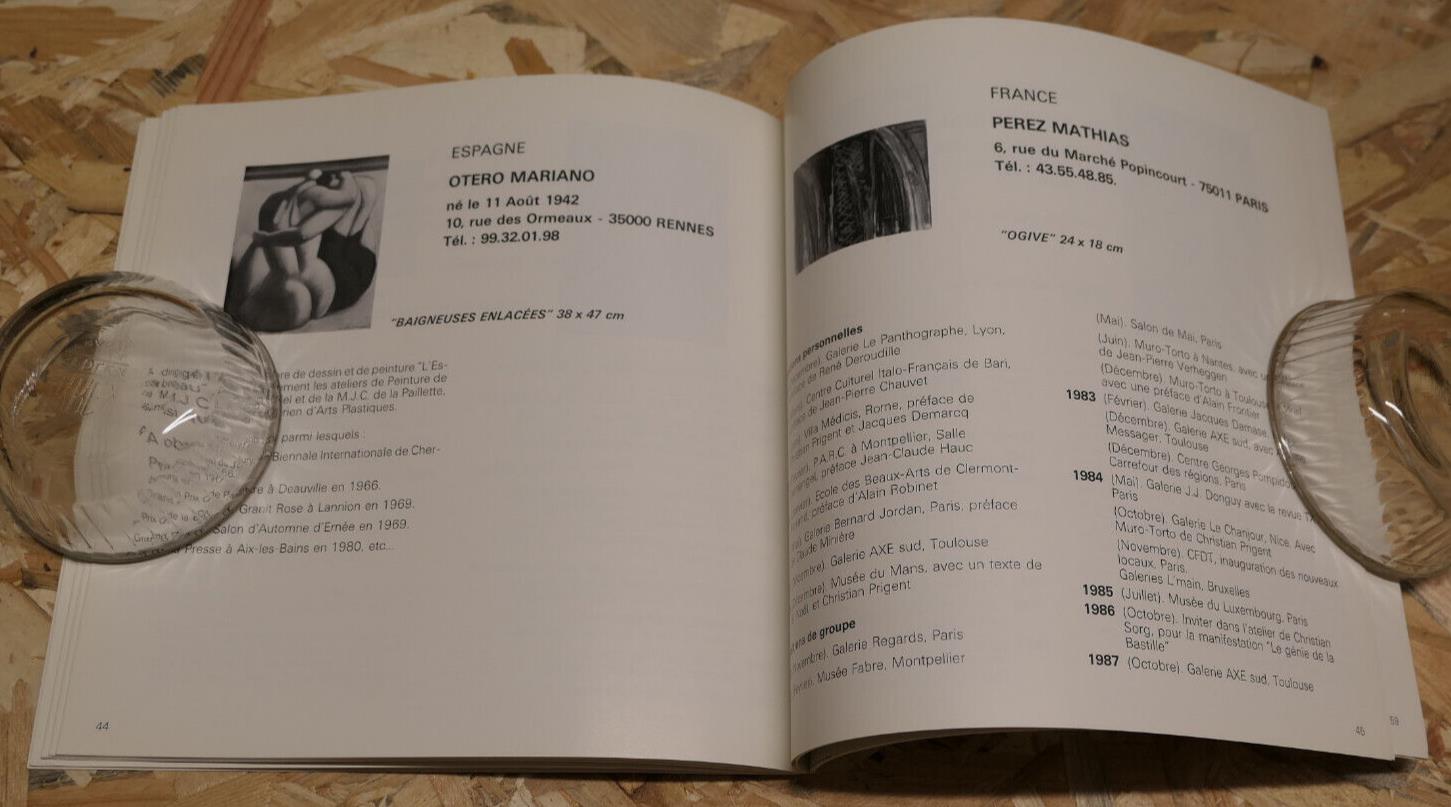 ESPAGNE
OTERO MARIANO
né le 11 Août 1942
10, rue des Ormeaux - 35000 RENNES
Tél. : 99.32.01.98
"BAIGNEUSES ENLACÉES" 38 x 47 cm
de dessin et de peinture "L'Es-
les ateliers de Peinture de
et de la M.J.C. de la Paillette,
d'Arts Plastiques.
parmi lesquels :
Biennale Internationale de Cher-
à Deauville en 1966.
Granit Rose à Lannion en 1969.
Salon d'Automne d'Ernée en 1969.
Presse à Aix-les-Bains en 1980, etc...
44
FRANCE
PEREZ MATHIAS
6, rue du Marché Popincourt - 75011 PARIS
Tél. : 43.55.48.85.
"OGIVE" 24 x 18 cm
personnelles
Galerie Le Panthographe, Lyon,
de René Deroudille
Centre Culturel Italo-Français de Bari,
de Jean-Pierre Chauvet
Villa Médicis, Rome, préface de
Prigent et Jacques Demarcq
P.A.R.C. à Montpellier, Salle
préface Jean-Claude Hauc
Ecole des Beaux-Arts de Clermont-
préface d'Alain Robinet
Galerie Bernard Jordan, Paris, préface
Claude Minière
Galerie AXE sud, Toulouse
Musée du Mans, avec un texte de
et Christian Prigent
de groupe
Galerie Regards, Paris
Musée Fabre, Montpellier
(Mai). Salon de Mai, Paris
(Juin). Muro-Torto à Nantes, avec
de Jean-Pierre Verheggen
(Décembre). Muro-Torto à Toulouse
avec une préface d'Alain Frontier
1983 (Février). Galerie Jacques Damase,
(Décembre). Galerie AXE sud, avec
Messager, Toulouse
(Décembre). Centre Georges Pompidou
Carrefour des régions, Paris
1984 (Mai). Galerie J.J. Donguy avec la revue
Paris
(Octobre). Galerie Le Chanjour, Nice. Avec
Muro-Torto de Christian Prigent
(Novembre). CFDT, inauguration des nouveaux
locaux, Paris.
Galeries L'main, Bruxelles
1985 (Juillet). Musée du Luxembourg, Paris
1986 (Octobre). Inviter dans l'atelier de Christian
Sorg, pour la manifestation "Le génie de la
Bastille"
1987 (Octobre). Galerie AXE sud, Toulouse
45
59